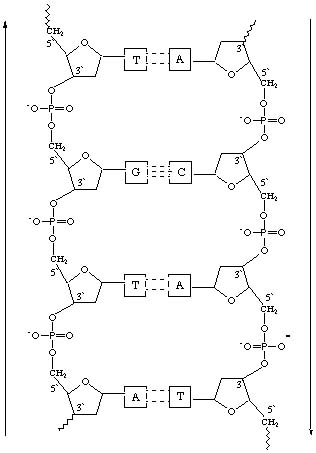 CH₂
5` O 3`
T A
3` O 5`
O CH₂
-O P O O
O -O P O
CH₂ O
5` O 3`
G C
3` O 5`
O CH₂
-O P O O
O -O P O
CH₂ O
5` O 3`
T A
3` O 5`
O CH₂
-O P O O
O O P O -
CH₂ O
5` O 3`
A T
3` O 5`
CH₂